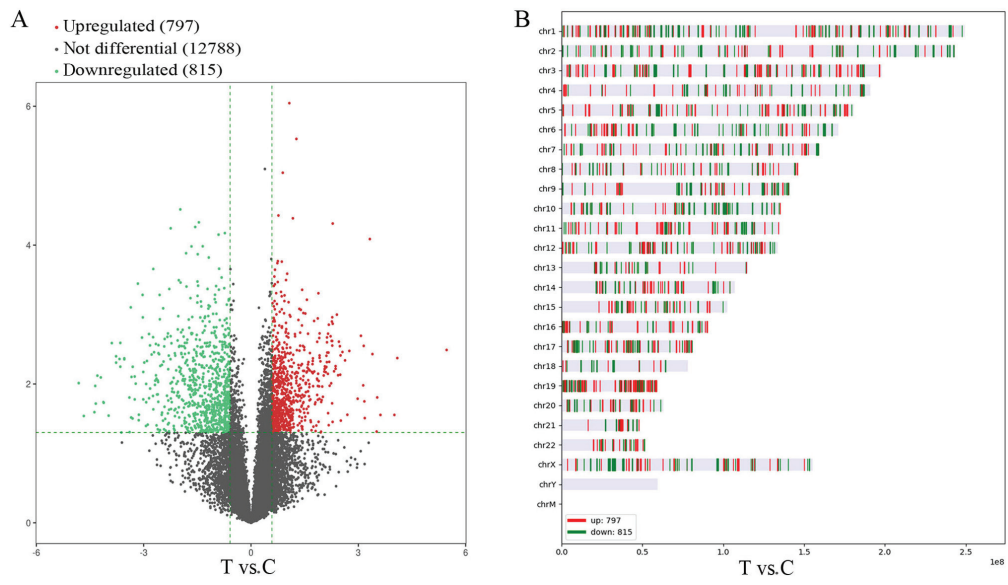 A
Upregulated (797)
Not differential (12788)
Downregulated (815)
6
4
2
0
-6
-3
0
3
6
T vs.C
B
chr1
chr2
chr3
chr4
chr5
chr6
chr7
chr8
chr9
chr10
chr11
chr12
chr13
chr14
chr15
chr16
chr17
chr18
chr19
chr20
chr21
chr22
chrX
chrY
chrM
up: 797
down: 815
0.0
0.5
1.0
1.5
2.0
2.5
1e8
T vs.C